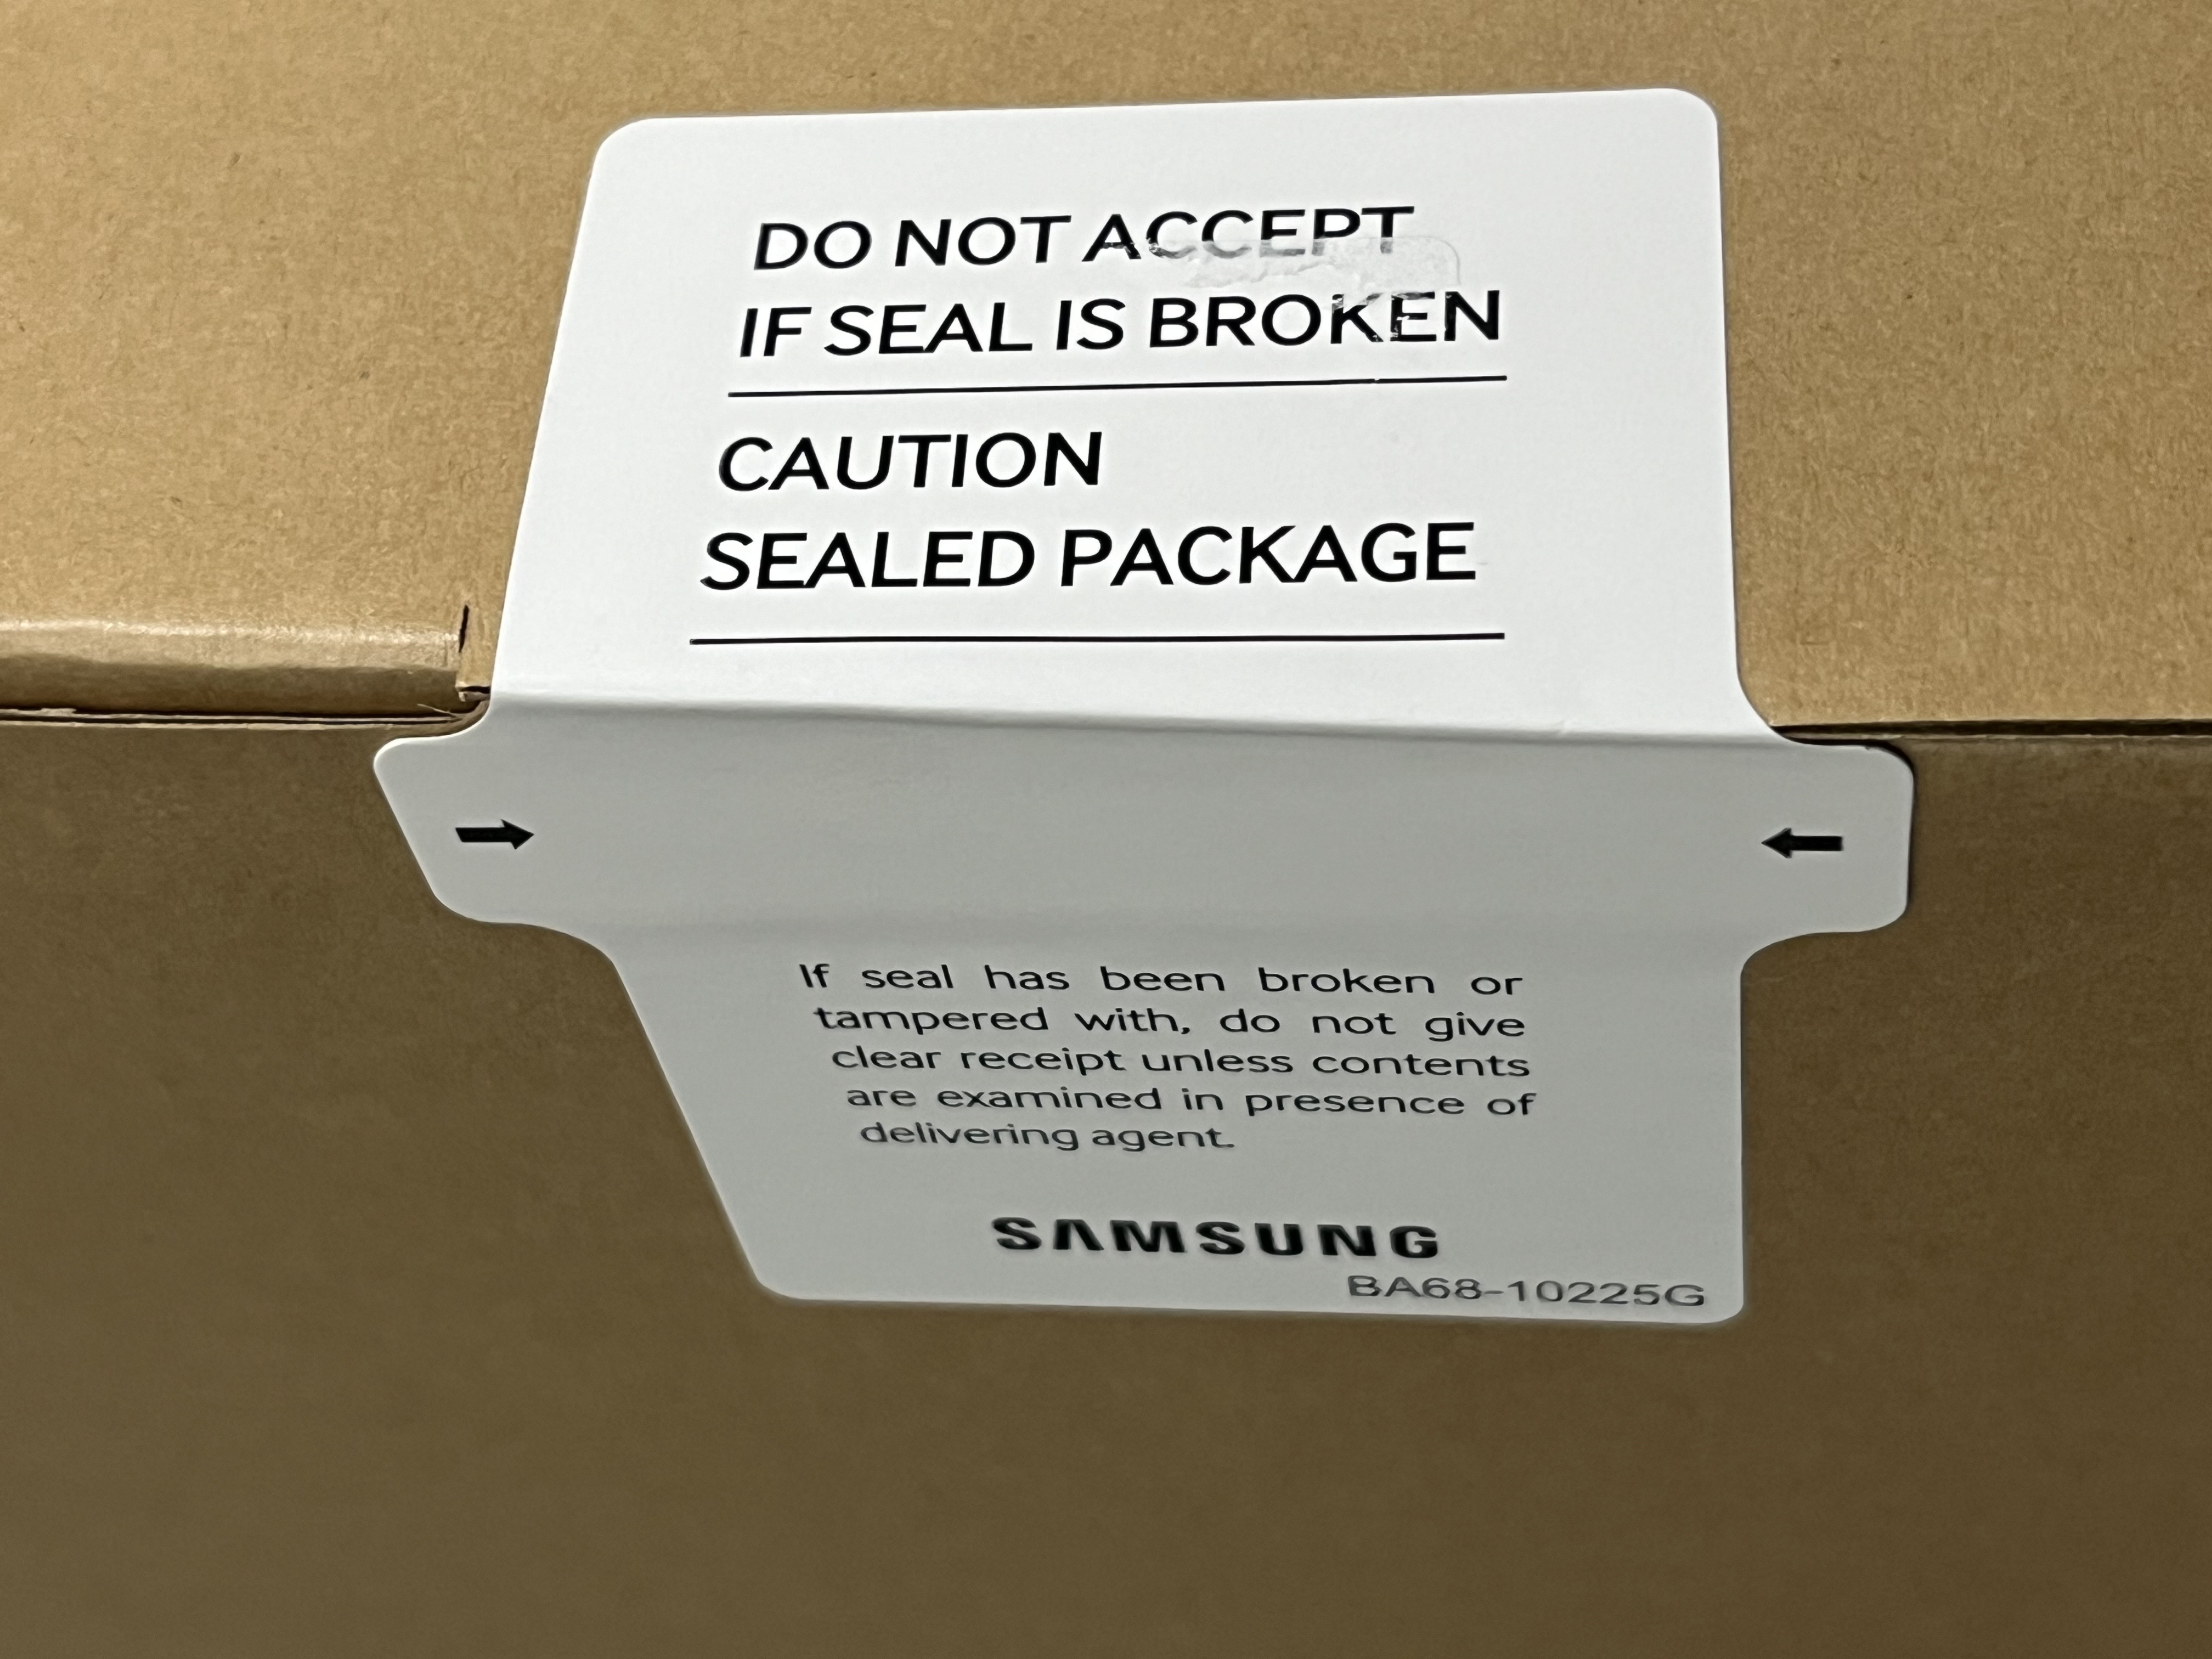 DO NOT ACCEPT
IF SEAL IS BROKEN
CAUTION
SEALED PACKAGE
If seal has been broken or
tampered with, do not give
clear receipt unless contents
are examined in presence of
delivering agent.
SAMSUNG
BA68-10225G